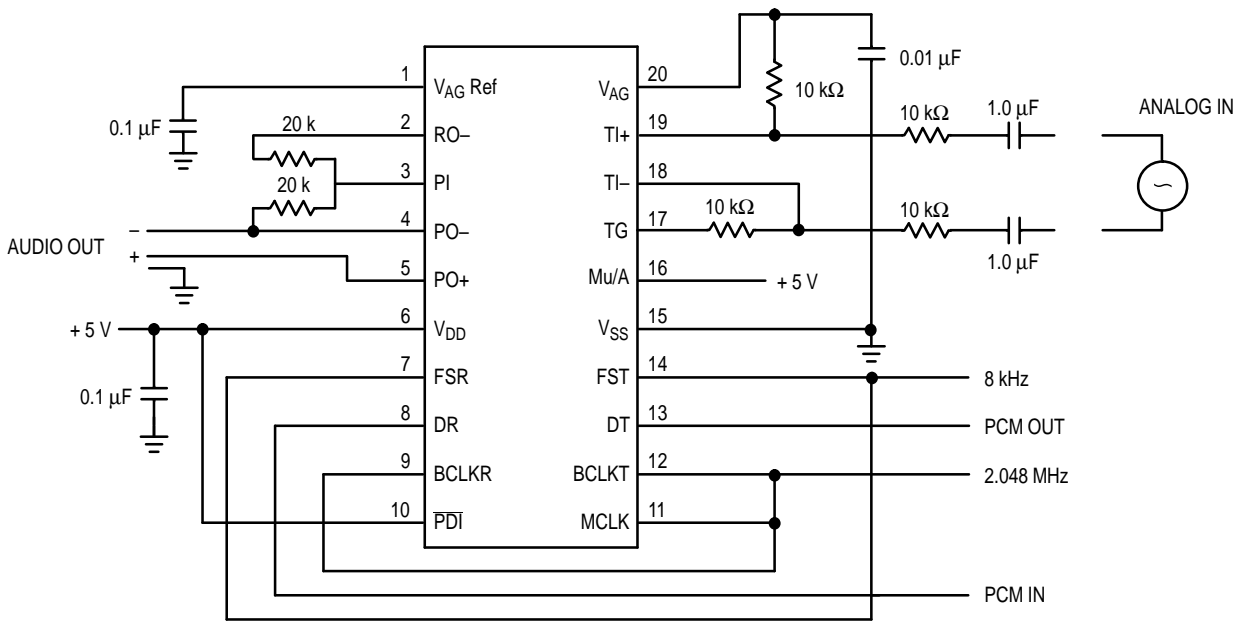 0.1 μF
20 k
20 k
AUDIO OUT
–
+
+ 5 V
0.1 μF
1
2
3
4
5
6
7
8
9
10
V_AG Ref
RO–
PI
PO–
PO+
V_DD
FSR
DR
BCLKR
PDI
V_AG
TI+
TI–
TG
Mu/A
V_SS
FST
DT
BCLKT
MCLK
20
19
18
17
16
15
14
13
12
11
10 kΩ
0.01 μF
10 kΩ
1.0 μF
ANALOG IN
10 kΩ
10 kΩ
1.0 μF
~
+ 5 V
8 kHz
PCM OUT
2.048 MHz
PCM IN